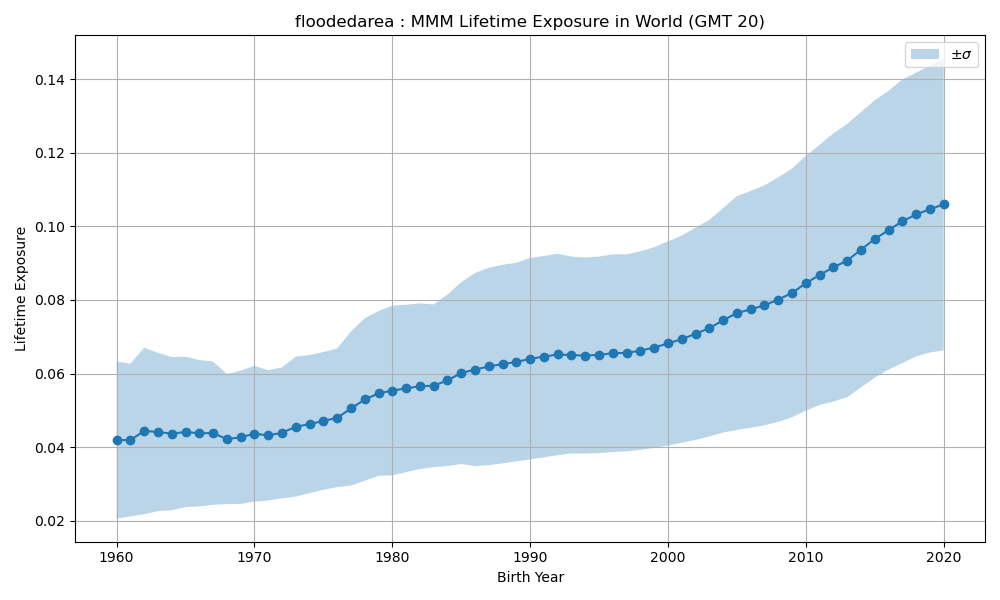 floodedarea : MMM Lifetime Exposure in World (GMT 20)
±σ
Lifetime Exposure
0.14
0.12
0.10
0.08
0.06
0.04
0.02
1960 1970 1980 1990 2000 2010 2020
Birth Year